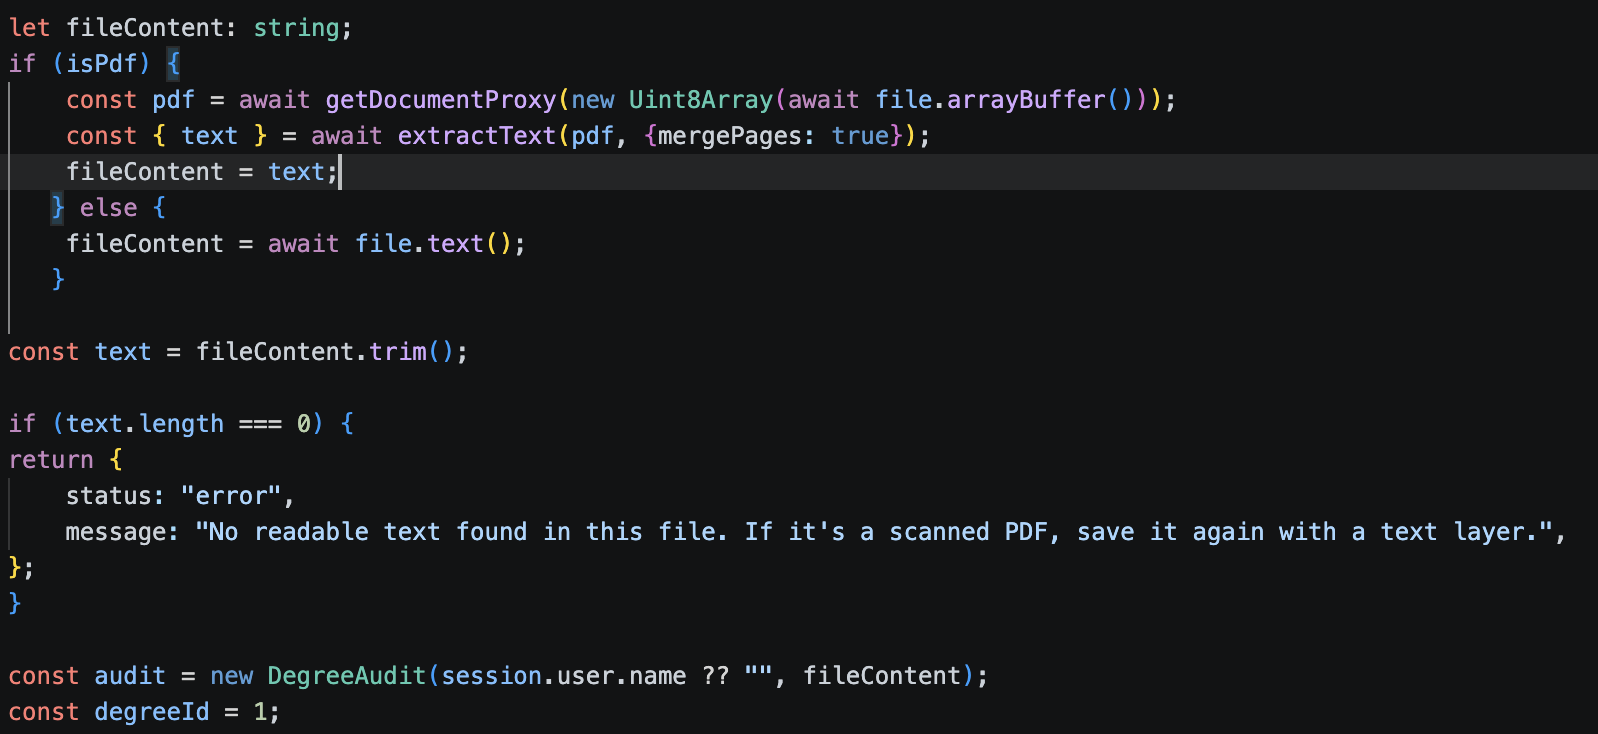 let fileContent: string;
if (isPdf) {
    const pdf = await getDocumentProxy(new Uint8Array(await file.arrayBuffer()));
    const { text } = await extractText(pdf, {mergePages: true});
    fileContent = text;
   } else {
    fileContent = await file.text();
   }

const text = fileContent.trim();

if (text.length === 0) {
return {
    status: "error",
    message: "No readable text found in this file. If it's a scanned PDF, save it again with a text layer.",
};
}

const audit = new DegreeAudit(session.user.name ?? "", fileContent);
const degreeId = 1;